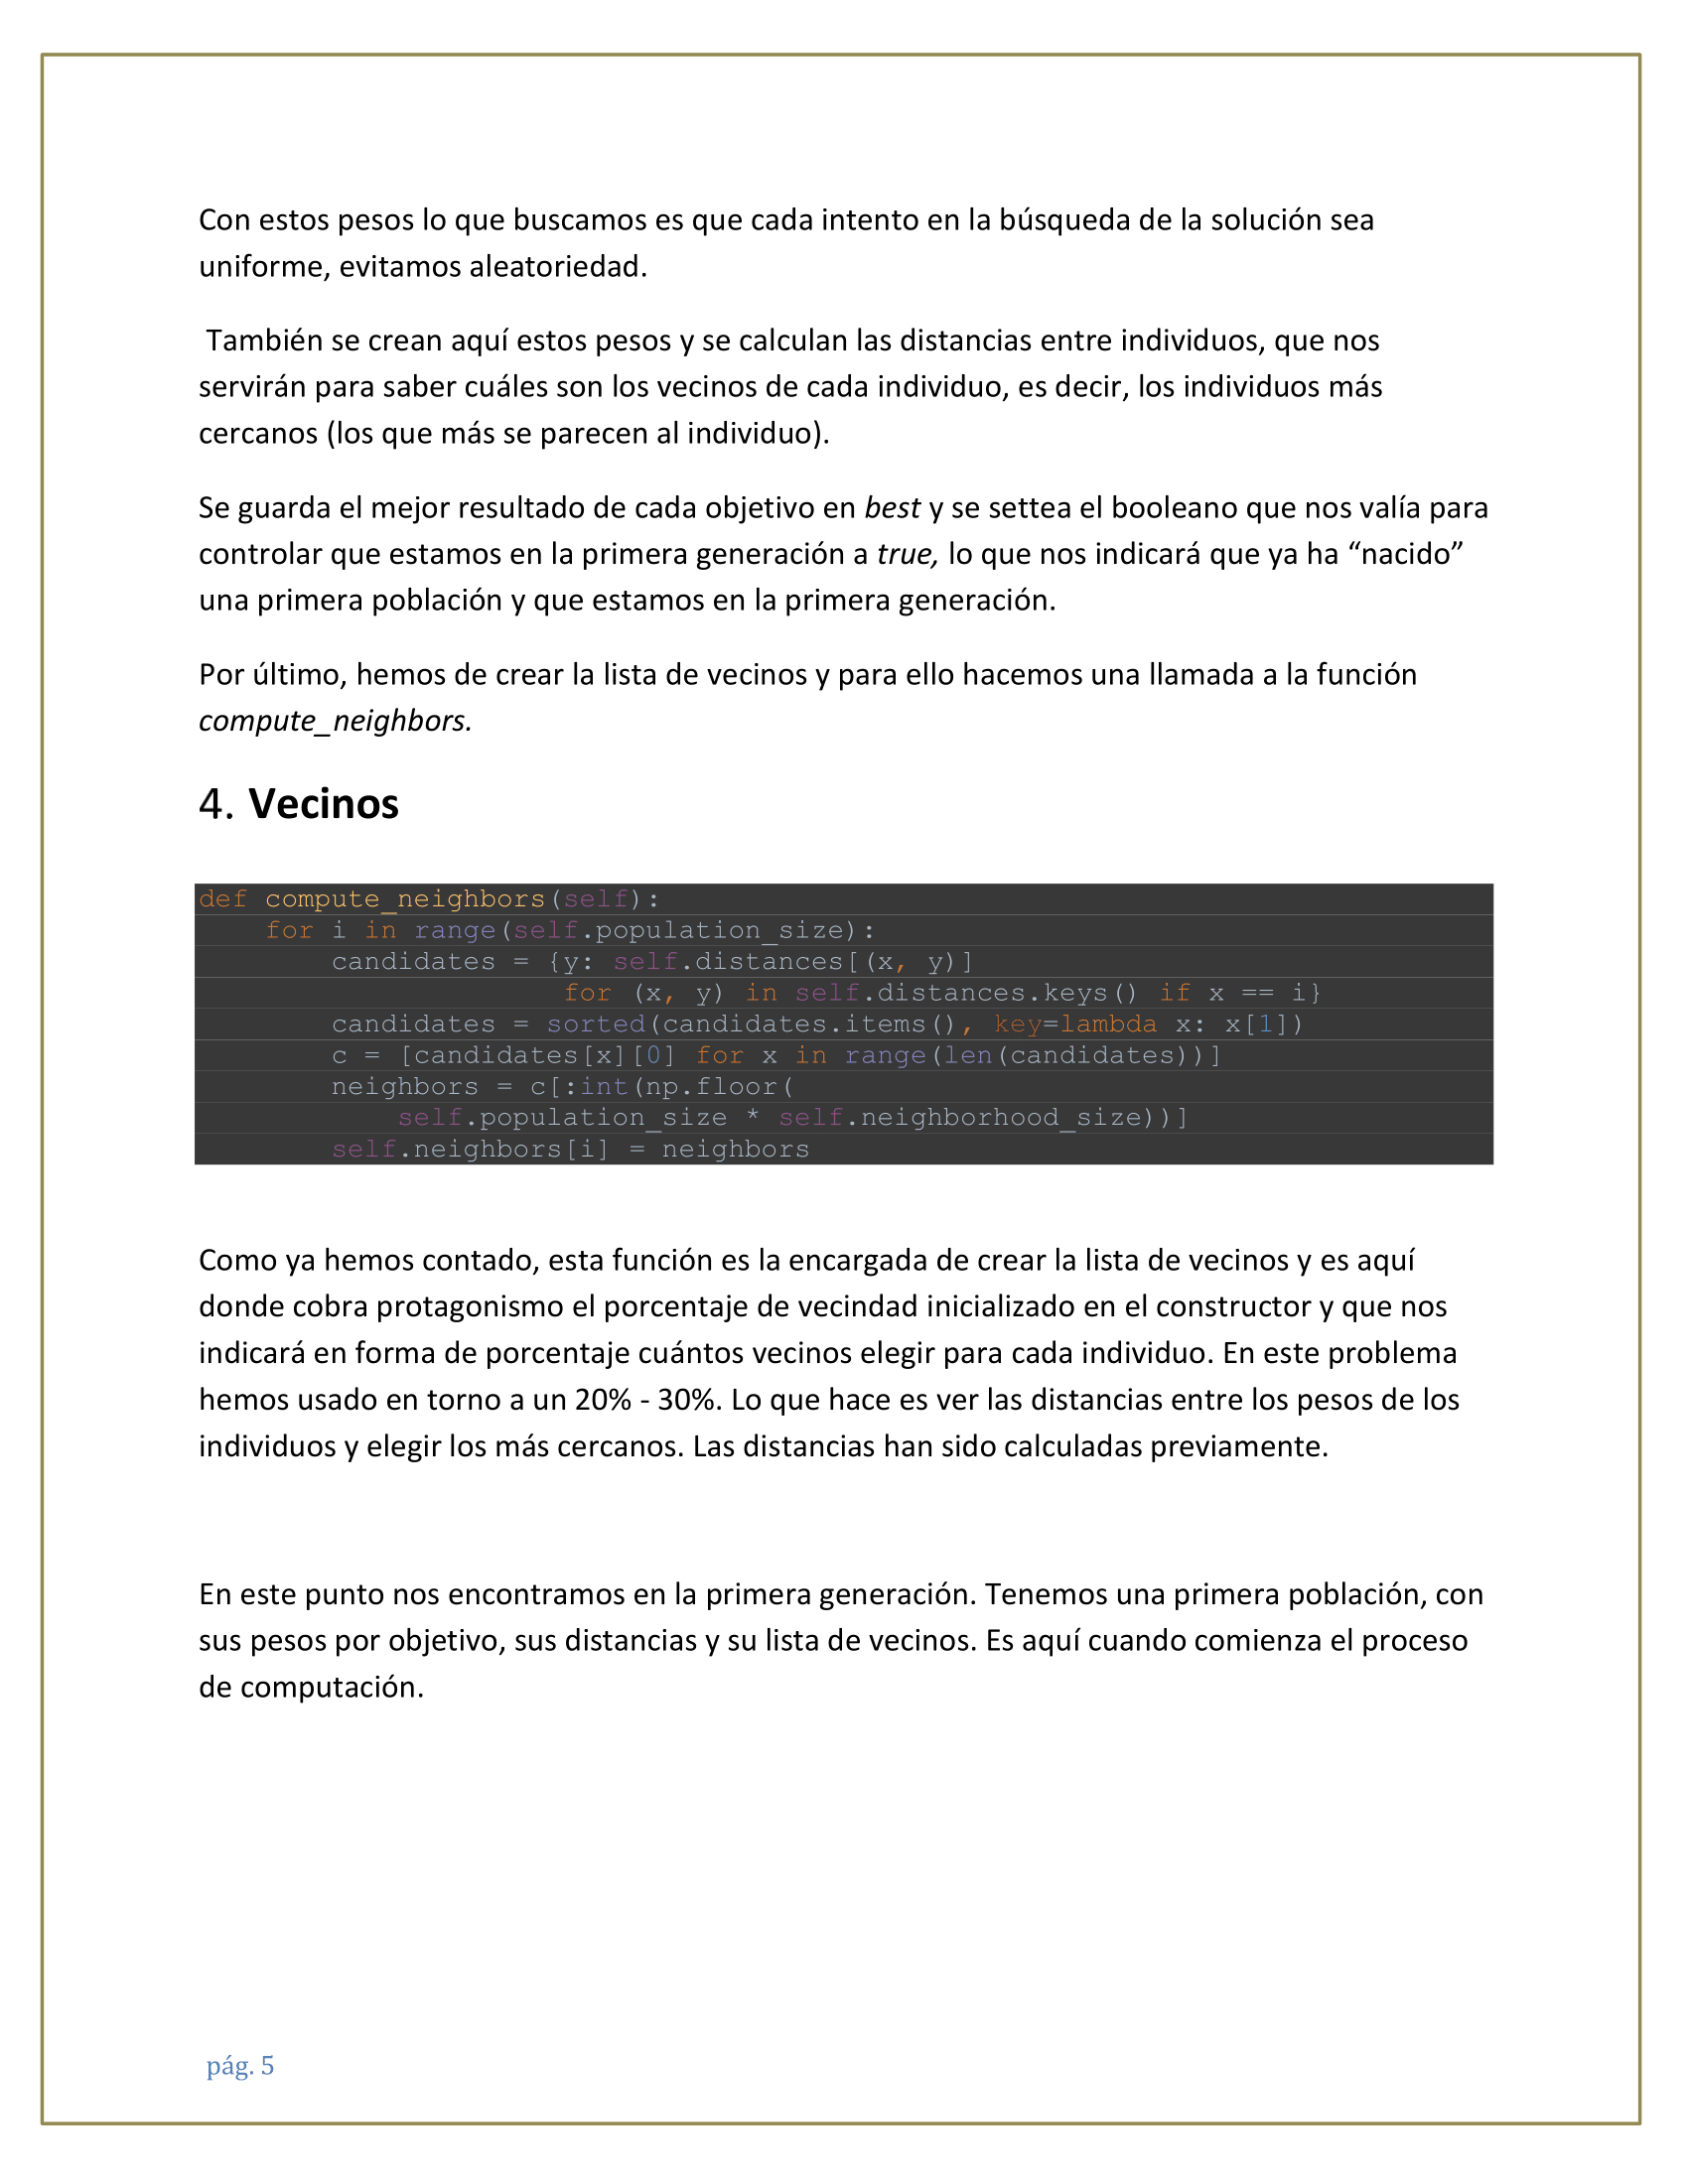 Con estos pesos lo que buscamos es que cada intento en la búsqueda de la solución sea
uniforme, evitamos aleatoriedad.
También se crean aquí estos pesos y se calculan las distancias entre individuos, que nos
servirán para saber cuáles son los vecinos de cada individuo, es decir, los individuos más
cercanos (los que más se parecen al individuo).
Se guarda el mejor resultado de cada objetivo en best y se settea el booleano que nos valía para
controlar que estamos en la primera generación a true, lo que nos indicará que ya ha “nacido”
una primera población y que estamos en la primera generación.
Por último, hemos de crear la lista de vecinos y para ello hacemos una llamada a la función
compute_neighbors.
4. Vecinos
def compute_neighbors(self):
    for i in range(self.population_size):
        candidates = {y: self.distances[(x, y)]
                      for (x, y) in self.distances.keys() if x == i}
        candidates = sorted(candidates.items(), key=lambda x: x[1])
        c = [candidates[x][0] for x in range(len(candidates))]
        neighbors = c[:int(np.floor(
            self.population_size * self.neighborhood_size))]
        self.neighbors[i] = neighbors
Como ya hemos contado, esta función es la encargada de crear la lista de vecinos y es aquí
donde cobra protagonismo el porcentaje de vecindad inicializado en el constructor y que nos
indicará en forma de porcentaje cuántos vecinos elegir para cada individuo. En este problema
hemos usado en torno a un 20% - 30%. Lo que hace es ver las distancias entre los pesos de los
individuos y elegir los más cercanos. Las distancias han sido calculadas previamente.
En este punto nos encontramos en la primera generación. Tenemos una primera población, con
sus pesos por objetivo, sus distancias y su lista de vecinos. Es aquí cuando comienza el proceso
de computación.
pág. 5